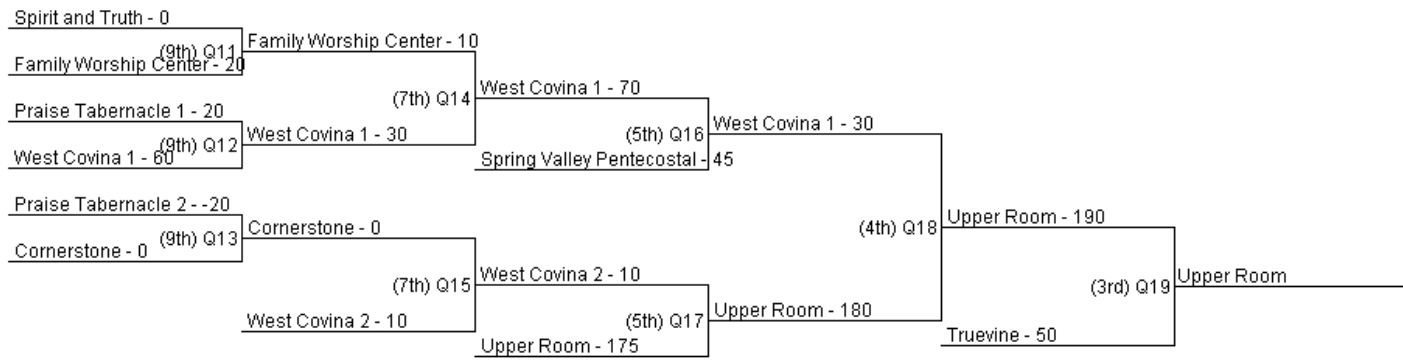 Spirit and Truth - 0
(9th) Q11
Family Worship Center - 20
Family Worship Center - 10
Praise Tabernacle 1 - 20
(9th) Q12
West Covina 1 - 60
West Covina 1 - 30
(7th) Q14
West Covina 1 - 70
(5th) Q16
Spring Valley Pentecostal - 45
West Covina 1 - 30
Praise Tabernacle 2 - -20
(9th) Q13
Cornerstone - 0
Cornerstone - 0
(7th) Q15
West Covina 2 - 10
West Covina 2 - 10
(5th) Q17
Upper Room - 175
Upper Room - 180
(4th) Q18
Upper Room - 190
(3rd) Q19
Truevine - 50
Upper Room